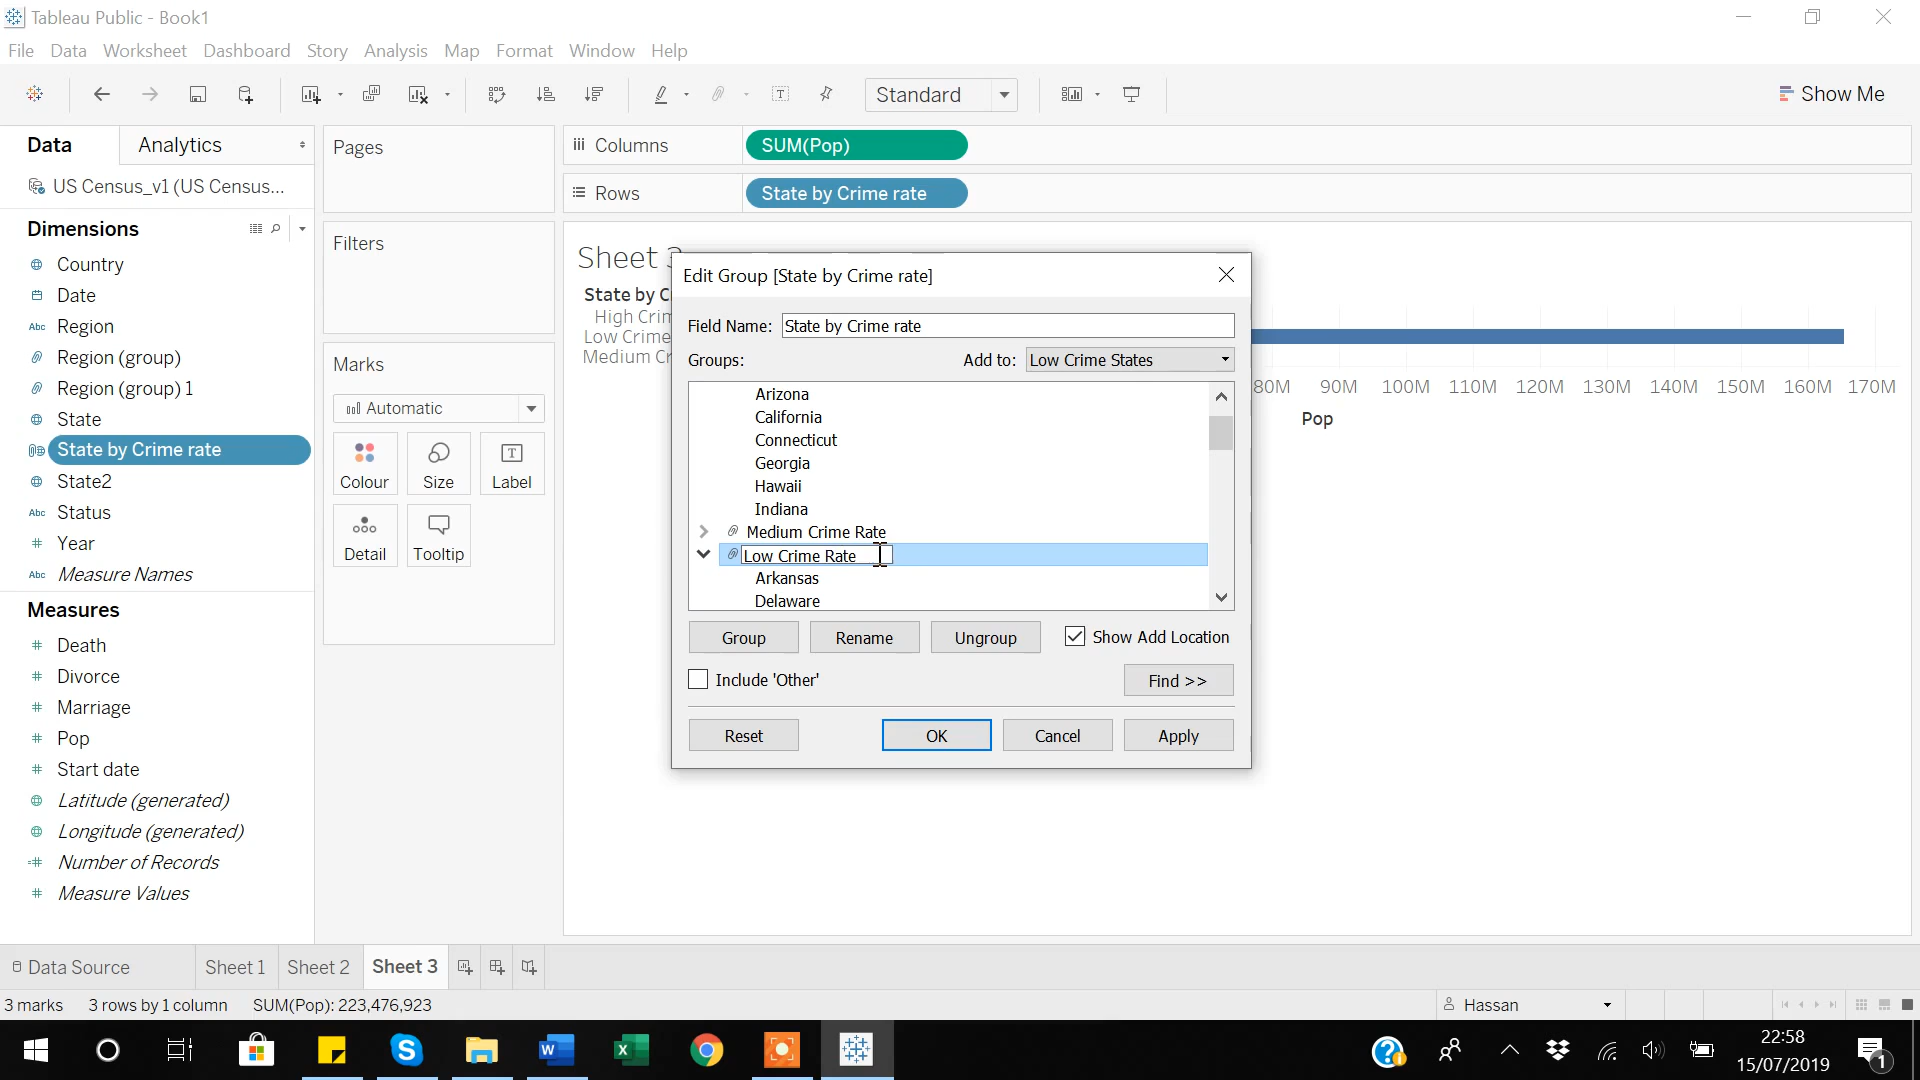 Tableau Public - Book1
File Data Worksheet Dashboard Story Analysis Map Format Window Help
Standard
Show Me
Data
Analytics
Pages
Columns
SUM(Pop)
US Census_v1 (US Census...
Rows
State by Crime rate
Dimensions
Filters
Sheet 3
Country
Date
Abc Region
Region (group)
Region (group) 1
State
State by Crime rate
State2
Abc Status
Year
Abc Measure Names
Measures
Death
Divorce
Marriage
Pop
Start date
Latitude (generated)
Longitude (generated)
Number of Records
Measure Values
Marks
Automatic
Colour
Size
Label
Detail
Tooltip
State by C
High Crim
Low Crime
Medium Cr
Edit Group [State by Crime rate]
Field Name: State by Crime rate
Groups:
Add to: Low Crime States
Arizona
California
Connecticut
Georgia
Hawaii
Indiana
Medium Crime Rate
Low Crime Rate
Arkansas
Delaware
Group
Rename
Ungroup
Show Add Location
Include 'Other'
Find >>
Reset
OK
Cancel
Apply
80M 90M 100M 110M 120M 130M 140M 150M 160M 170M
Pop
Data Source
Sheet 1
Sheet 2
Sheet 3
3 marks
3 rows by 1 column
SUM(Pop): 223,476,923
Hassan
22:58
15/07/2019
1